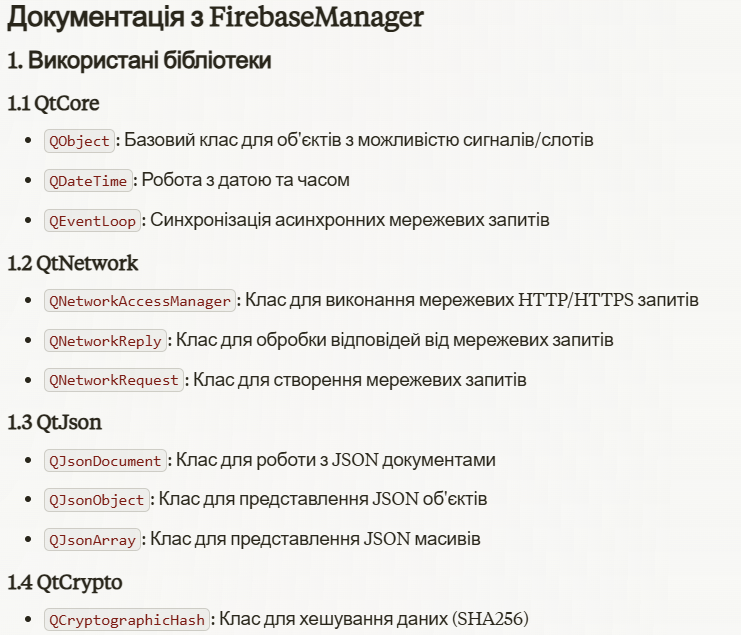 Документація з FirebaseManager
1. Використані бібліотеки
1.1 QtCore
• QObject: Базовий клас для об'єктів з можливістю сигналів/слотів
• QDateTime: Робота з датою та часом
• QEventLoop: Синхронізація асинхронних мережевих запитів
1.2 QtNetwork
• QNetworkAccessManager: Клас для виконання мережевих HTTP/HTTPS запитів
• QNetworkReply: Клас для обробки відповідей від мережевих запитів
• QNetworkRequest: Клас для створення мережевих запитів
1.3 QtJson
• QJsonDocument: Клас для роботи з JSON документами
• QJsonObject: Клас для представлення JSON об'єктів
• QJsonArray: Клас для представлення JSON масивів
1.4 QtCrypto
• QCryptographicHash: Клас для хешування даних (SHA256)